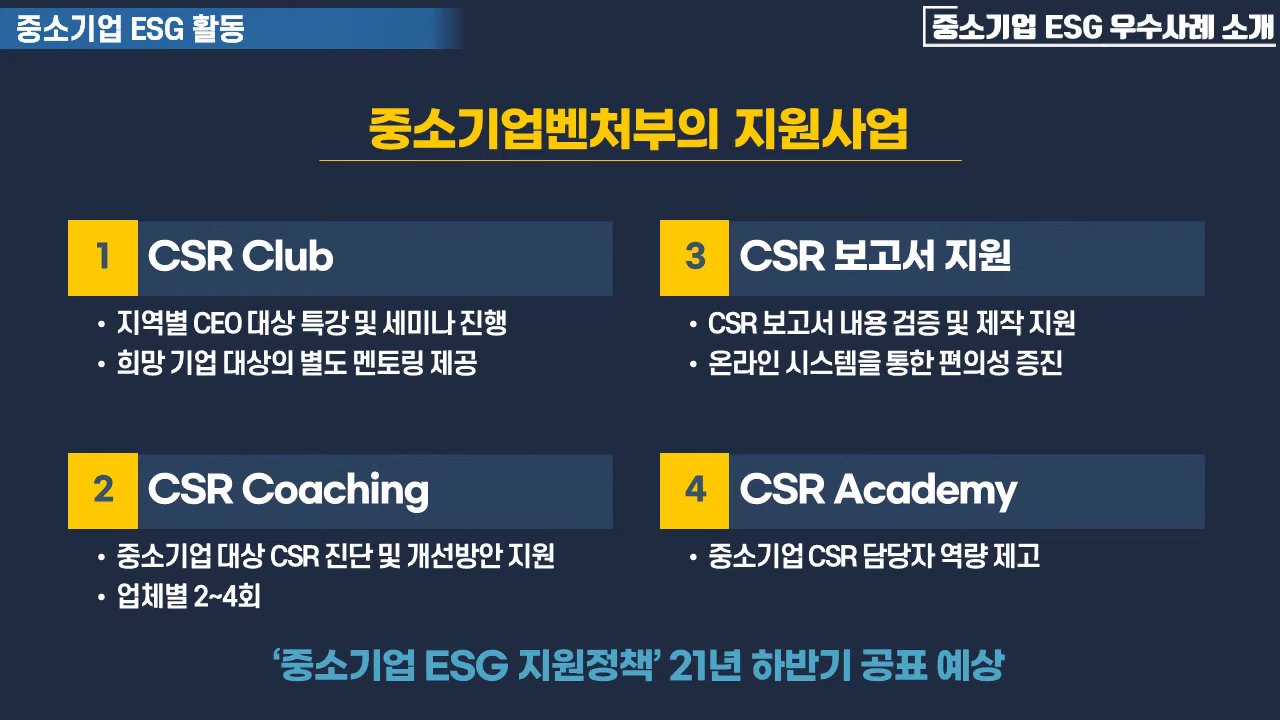 중소기업 ESG 활동
중소기업 ESG 우수사례 소개
중소기업벤처부의 지원사업
1 CSR Club
• 지역별 CEO 대상 특강 및 세미나 진행
• 희망 기업 대상의 별도 멘토링 제공
2 CSR Coaching
• 중소기업 대상 CSR 진단 및 개선방안 지원
• 업체별 2~4회
3 CSR 보고서 지원
• CSR 보고서 내용 검증 및 제작 지원
• 온라인 시스템을 통한 편의성 증진
4 CSR Academy
• 중소기업 CSR 담당자 역량 제고
‘중소기업 ESG 지원정책’ 21년 하반기 공표 예상